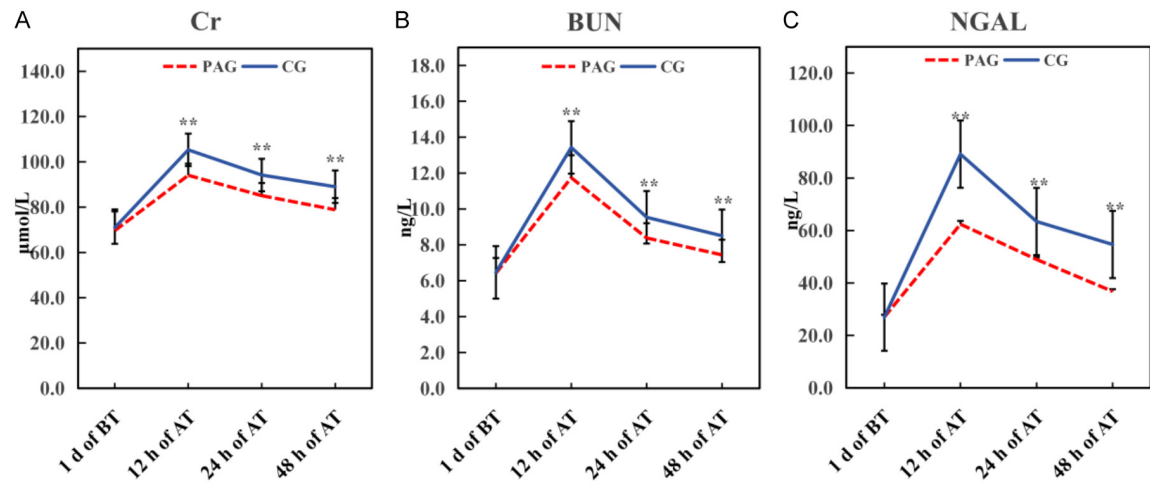 A
Cr
140.0
120.0
100.0
80.0
60.0
40.0
20.0
0.0
μmol/L
PAG CG
**
**
**
1 d of BT
12 h of AT
24 h of AT
48 h of AT
B
BUN
18.0
16.0
14.0
12.0
10.0
8.0
6.0
4.0
2.0
0.0
ng/L
PAG CG
**
**
**
1 d of BT
12 h of AT
24 h of AT
48 h of AT
C
NGAL
120.0
100.0
80.0
60.0
40.0
20.0
0.0
ng/L
PAG CG
**
**
**
1 d of BT
12 h of AT
24 h of AT
48 h of AT